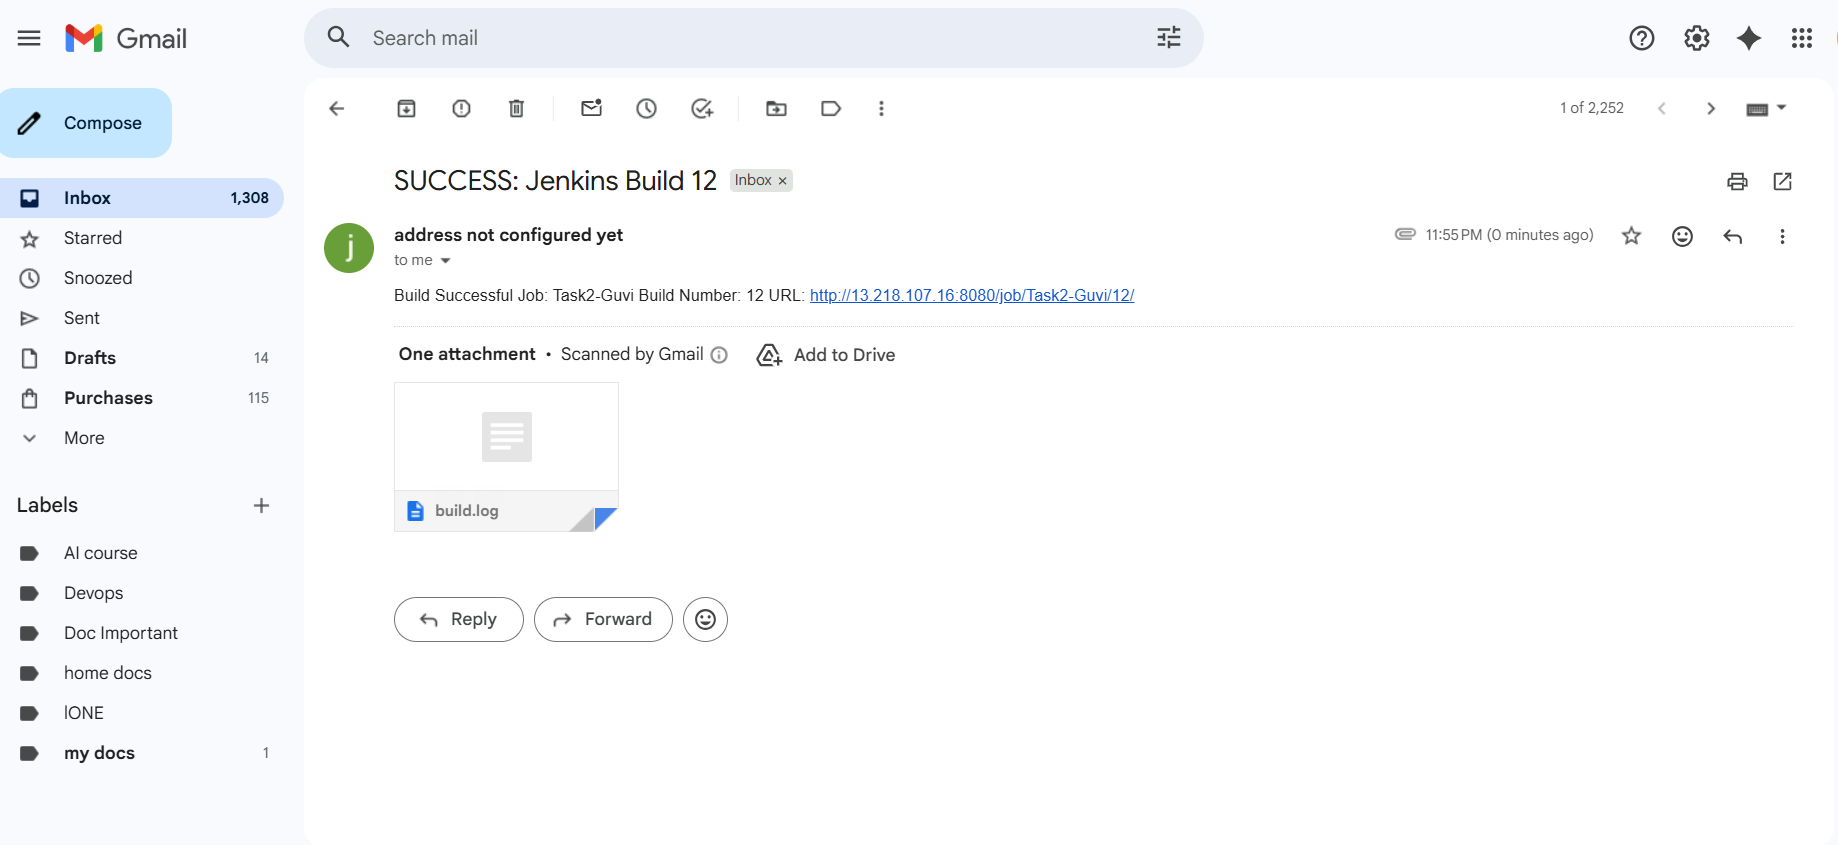 Gmail
Search mail
Compose
1 of 2,252
Inbox 1,308
Starred
Snoozed
Sent
Drafts 14
Purchases 115
More
Labels
AI course
Devops
Doc Important
home docs
IONE
my docs 1
SUCCESS: Jenkins Build 12 Inbox ×
j
address not configured yet
11:55 PM (0 minutes ago)
to me
Build Successful Job: Task2-Guvi Build Number: 12 URL: http://13.218.107.16:8080/job/Task2-Guvi/12/
One attachment • Scanned by Gmail
Add to Drive
build.log
Reply
Forward